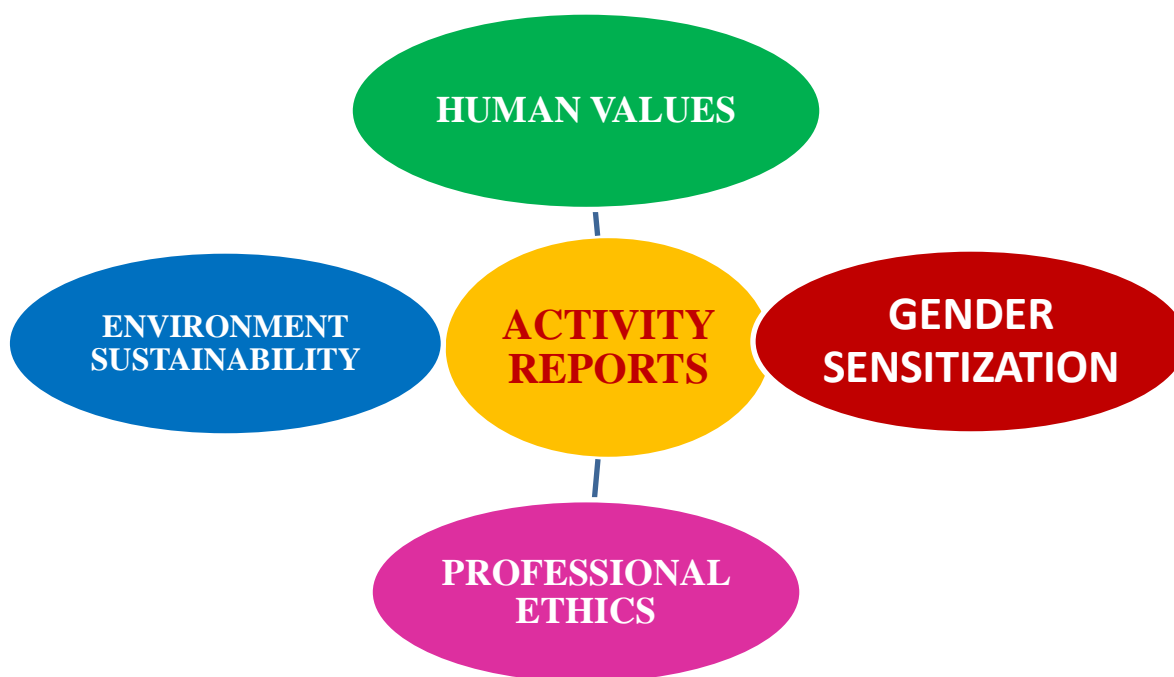 HUMAN VALUES
ENVIRONMENT
SUSTAINABILITY
ACTIVITY
REPORTS
GENDER
SENSITIZATION
PROFESSIONAL
ETHICS